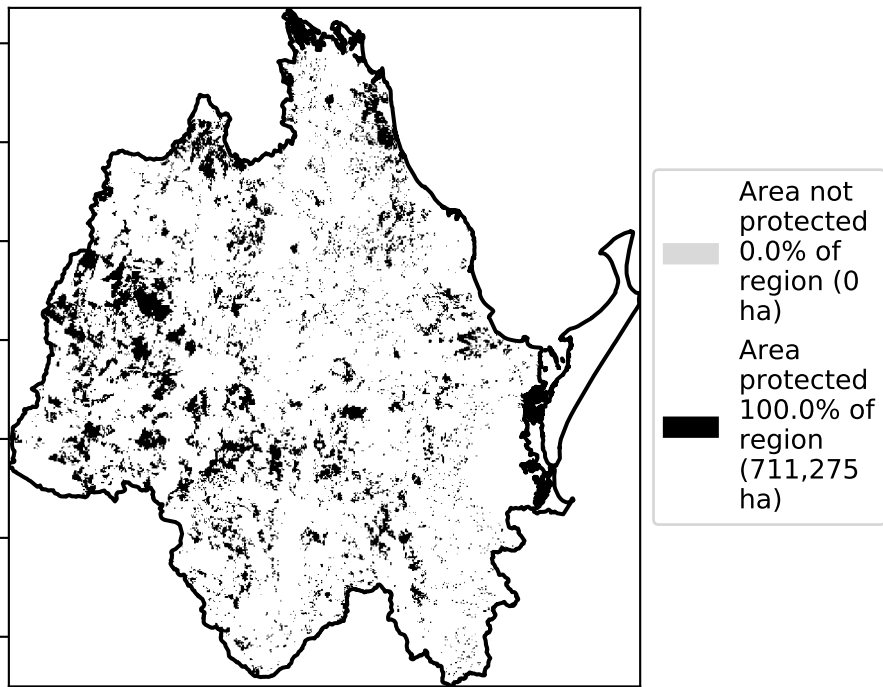 Area not
protected
0.0% of
region (0
ha)
Area
protected
100.0% of
region
(711,275
ha)